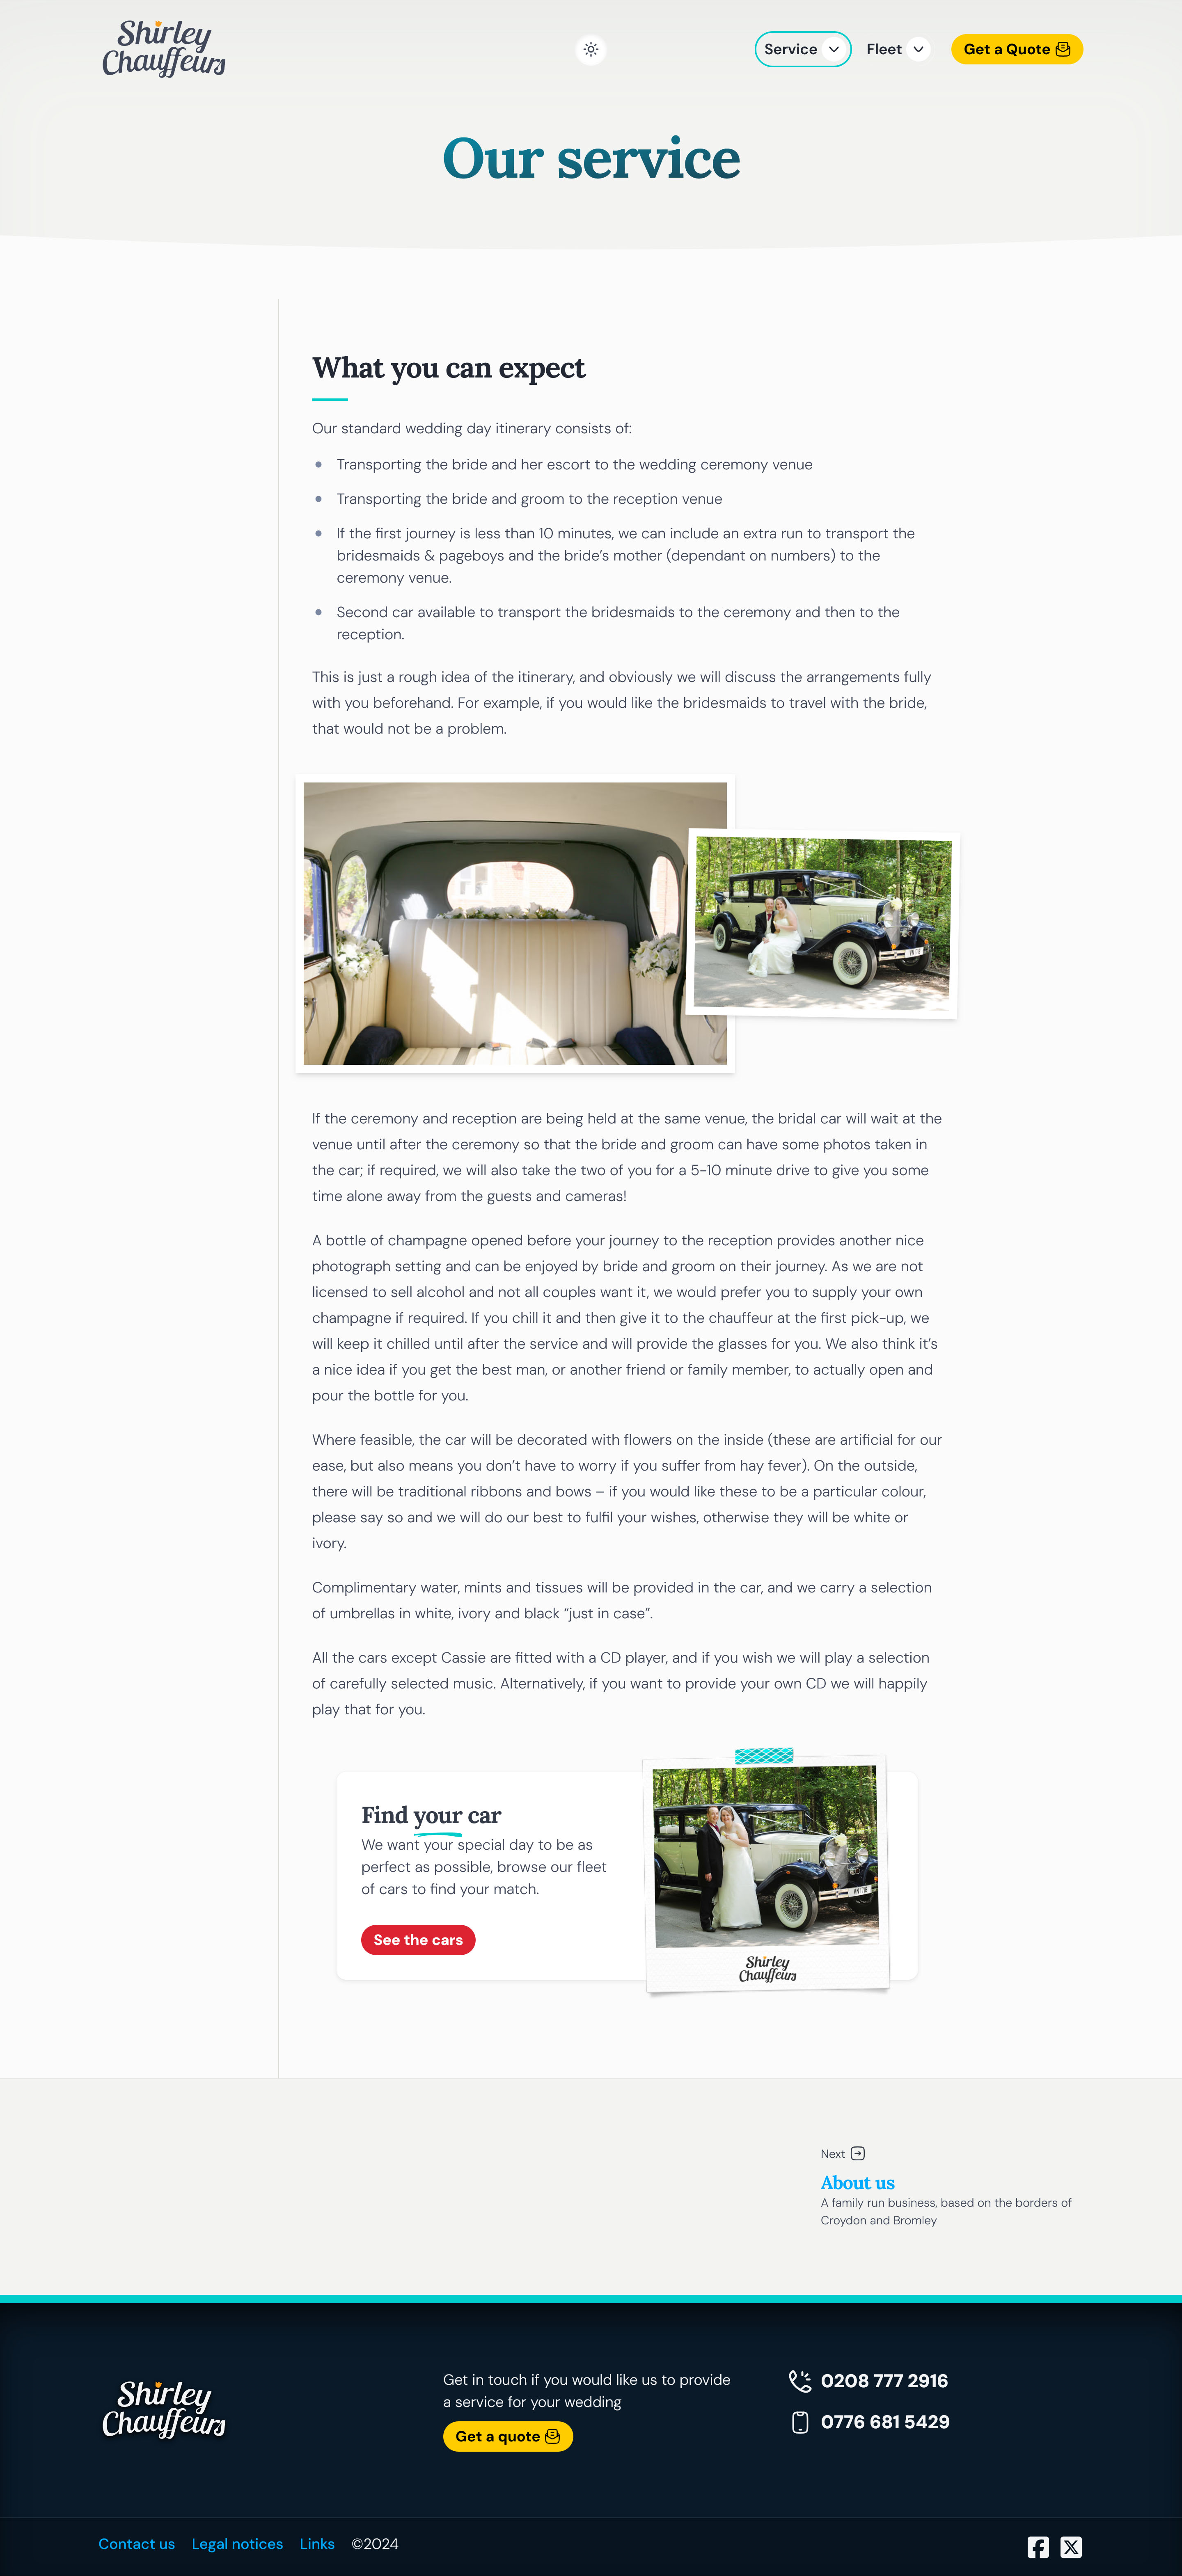 Shirley
Chauffeurs
Service
Fleet
Get a Quote
Our service
What you can expect
Our standard wedding day itinerary consists of:
Transporting the bride and her escort to the wedding ceremony venue
Transporting the bride and groom to the reception venue
If the first journey is less than 10 minutes, we can include an extra run to transport the
bridesmaids & pageboys and the bride’s mother (dependant on numbers) to the
ceremony venue.
Second car available to transport the bridesmaids to the ceremony and then to the
reception.
This is just a rough idea of the itinerary, and obviously we will discuss the arrangements fully
with you beforehand. For example, if you would like the bridesmaids to travel with the bride,
that would not be a problem.
If the ceremony and reception are being held at the same venue, the bridal car will wait at the
venue until after the ceremony so that the bride and groom can have some photos taken in
the car; if required, we will also take the two of you for a 5-10 minute drive to give you some
time alone away from the guests and cameras!
A bottle of champagne opened before your journey to the reception provides another nice
photograph setting and can be enjoyed by bride and groom on their journey. As we are not
licensed to sell alcohol and not all couples want it, we would prefer you to supply your own
champagne if required. If you chill it and then give it to the chauffeur at the first pick-up, we
will keep it chilled until after the service and will provide the glasses for you. We also think it’s
a nice idea if you get the best man, or another friend or family member, to actually open and
pour the bottle for you.
Where feasible, the car will be decorated with flowers on the inside (these are artificial for our
ease, but also means you don’t have to worry if you suffer from hay fever). On the outside,
there will be traditional ribbons and bows – if you would like these to be a particular colour,
please say so and we will do our best to fulfil your wishes, otherwise they will be white or
ivory.
Complimentary water, mints and tissues will be provided in the car, and we carry a selection
of umbrellas in white, ivory and black “just in case”.
All the cars except Cassie are fitted with a CD player, and if you wish we will play a selection
of carefully selected music. Alternatively, if you want to provide your own CD we will happily
play that for you.
Find your car
We want your special day to be as
perfect as possible, browse our fleet
of cars to find your match.
See the cars
Shirley
Chauffeurs
Next
About us
A family run business, based on the borders of
Croydon and Bromley
Shirley
Chauffeurs
Get in touch if you would like us to provide
a service for your wedding
Get a quote
0208 777 2916
0776 681 5429
Contact us
Legal notices
Links
©2024